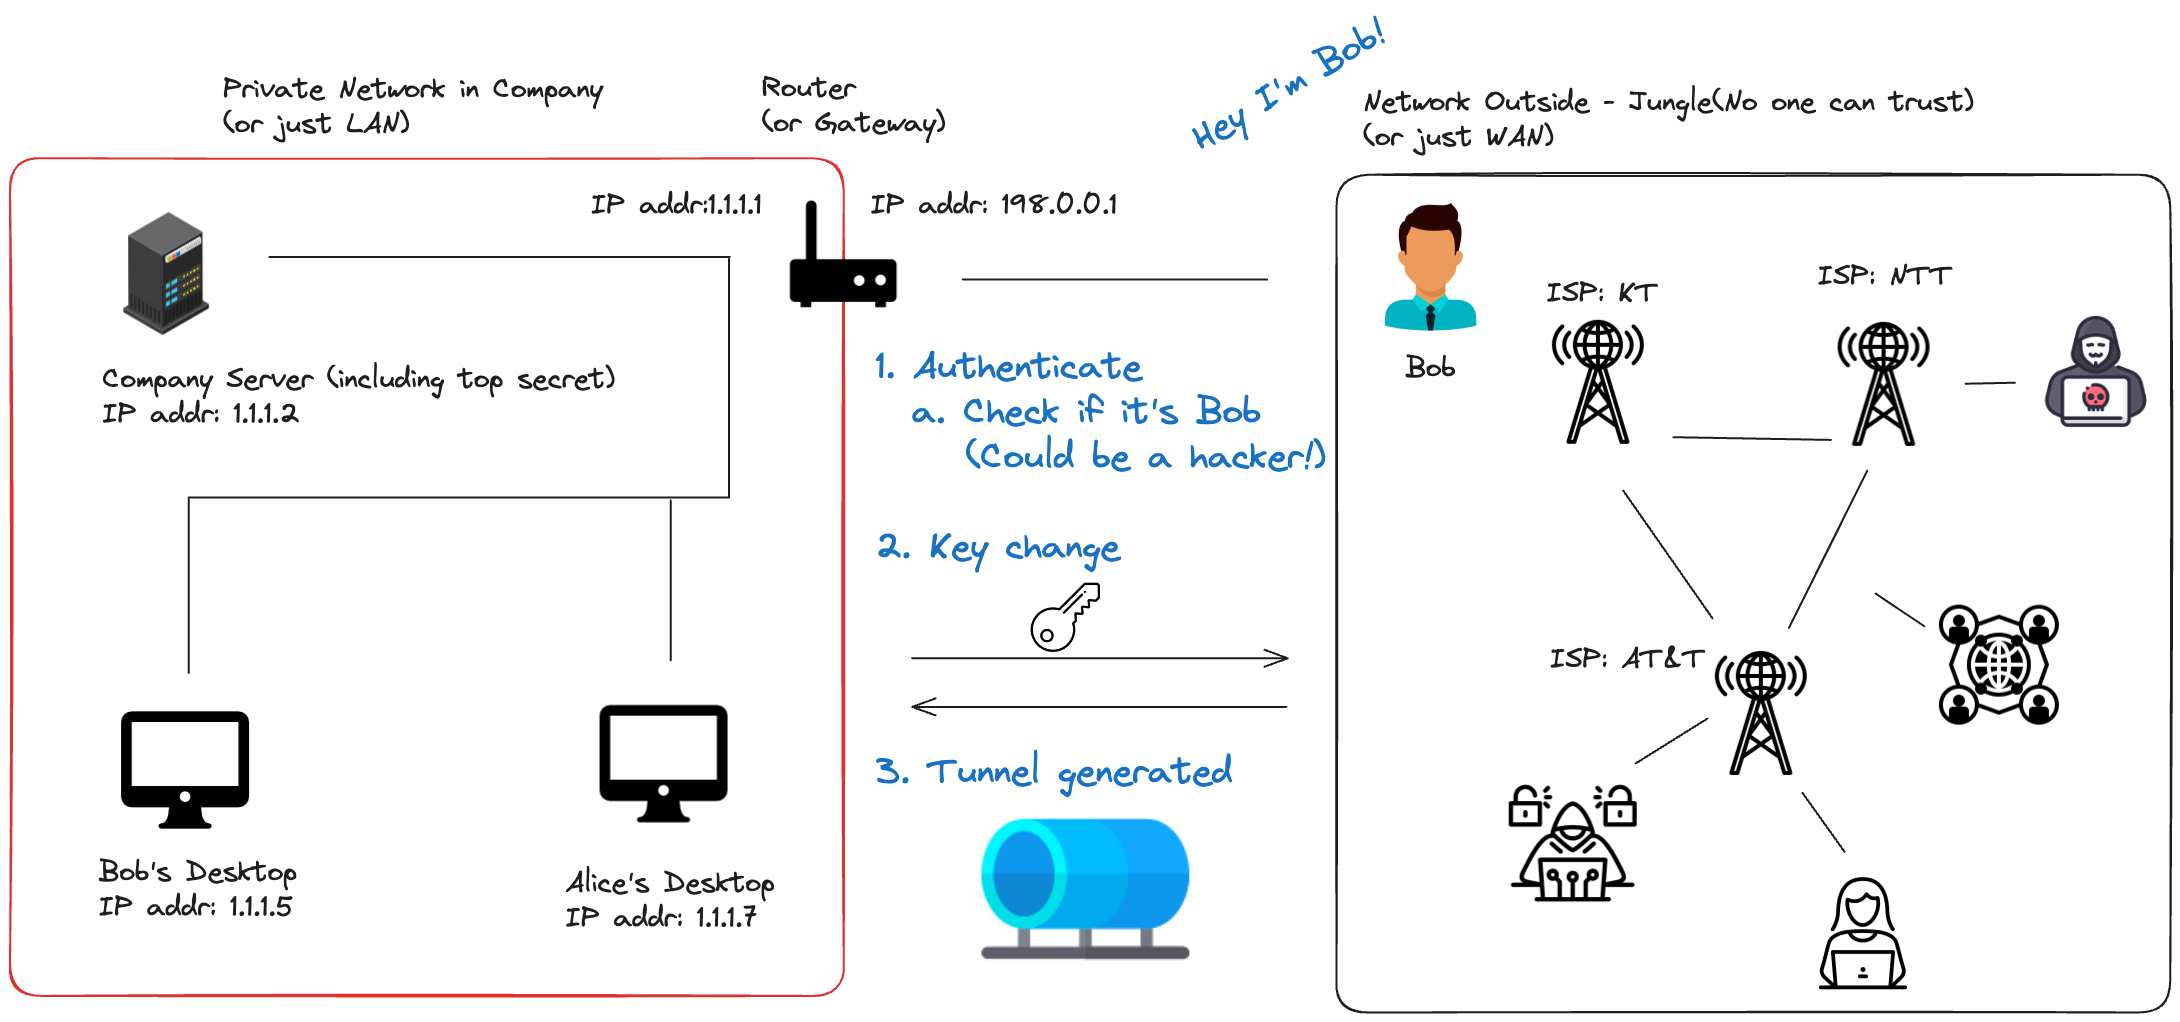 Hey I'm Bob!
Private Network in Company
(or just LAN)
Router
(or Gateway)
Network Outside - Jungle(No one can trust)
(or just WAN)
IP addr:1.1.1.1
IP addr: 198.0.0.1
Company Server (including top secret)
IP addr: 1.1.1.2
Bob's Desktop
IP addr: 1.1.1.5
Alice's Desktop
IP addr: 1.1.1.7
1. Authenticate
a. Check if it's Bob
(Could be a hacker!)
2. Key change
3. Tunnel generated
Bob
ISP: KT
ISP: NTT
ISP: AT&T